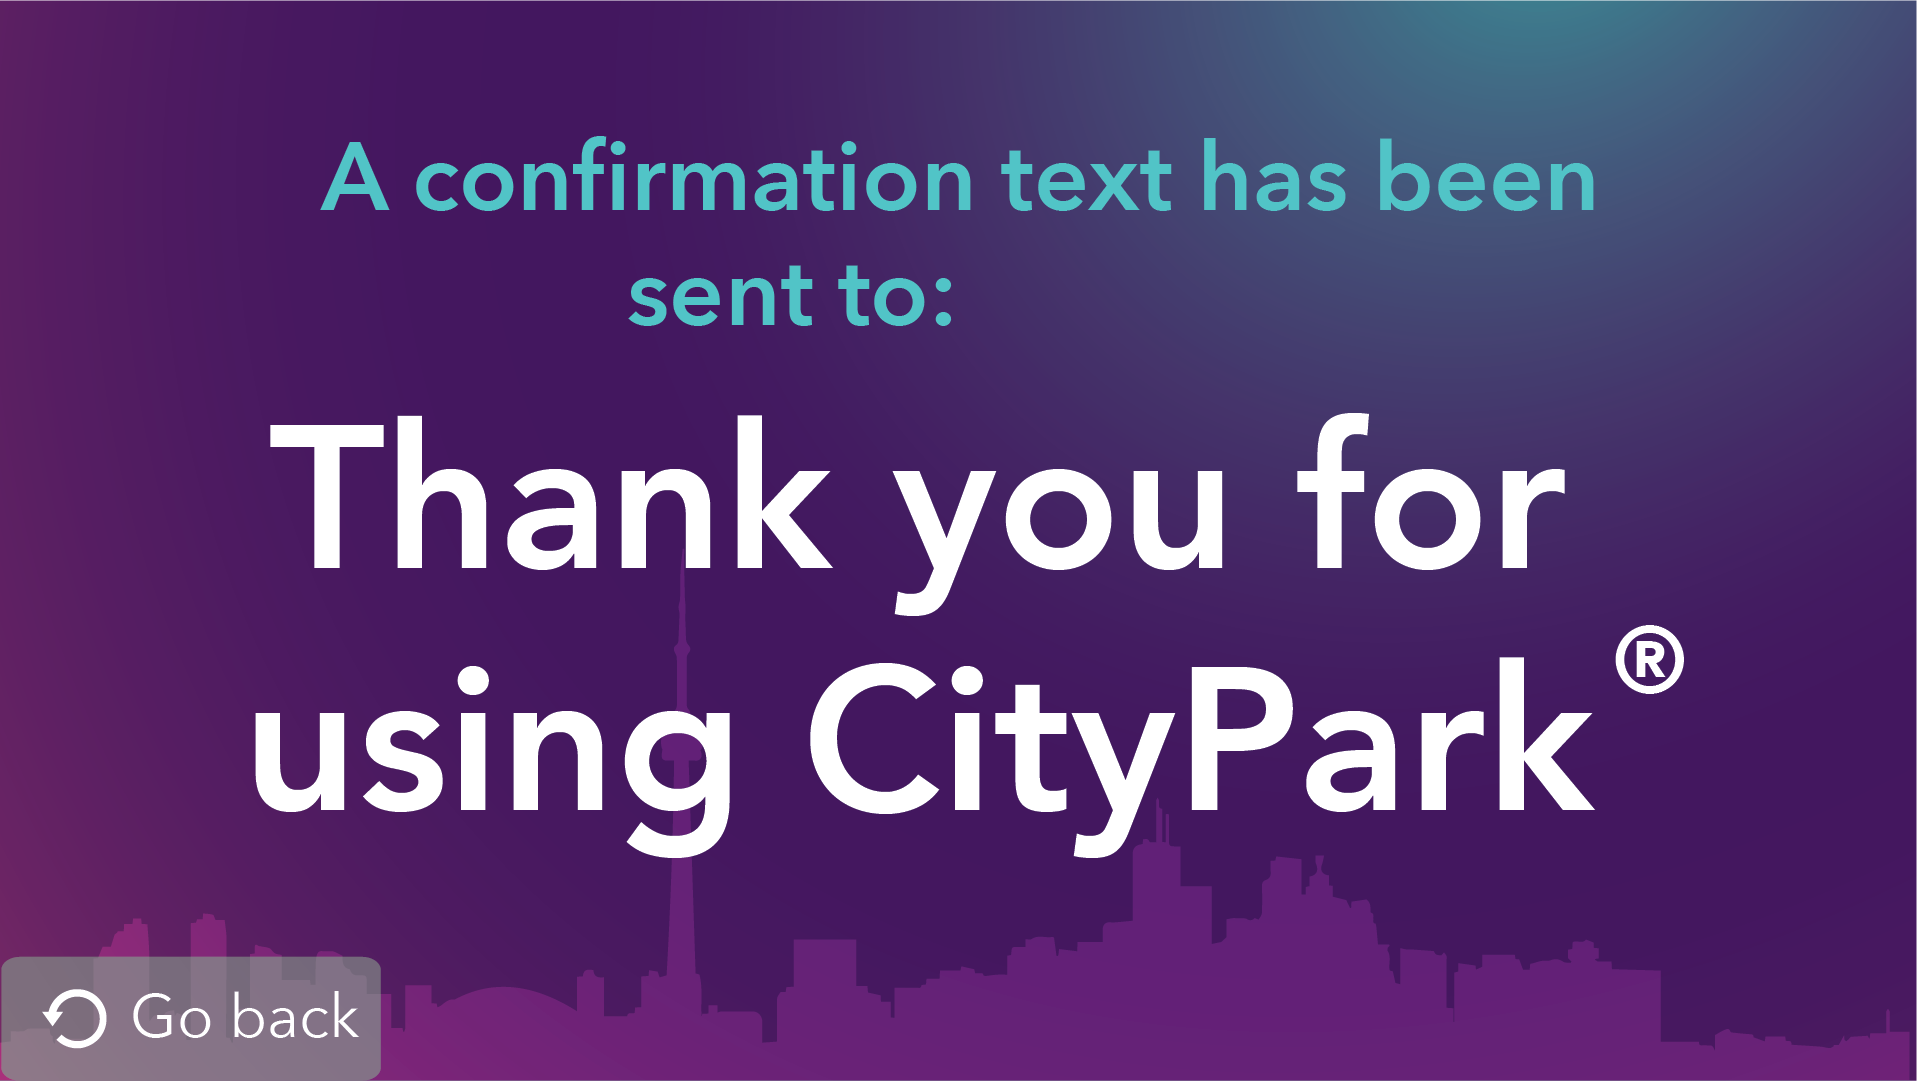 A confirmation text has been
sent to:
Thank you for
using CityPark®
Go back